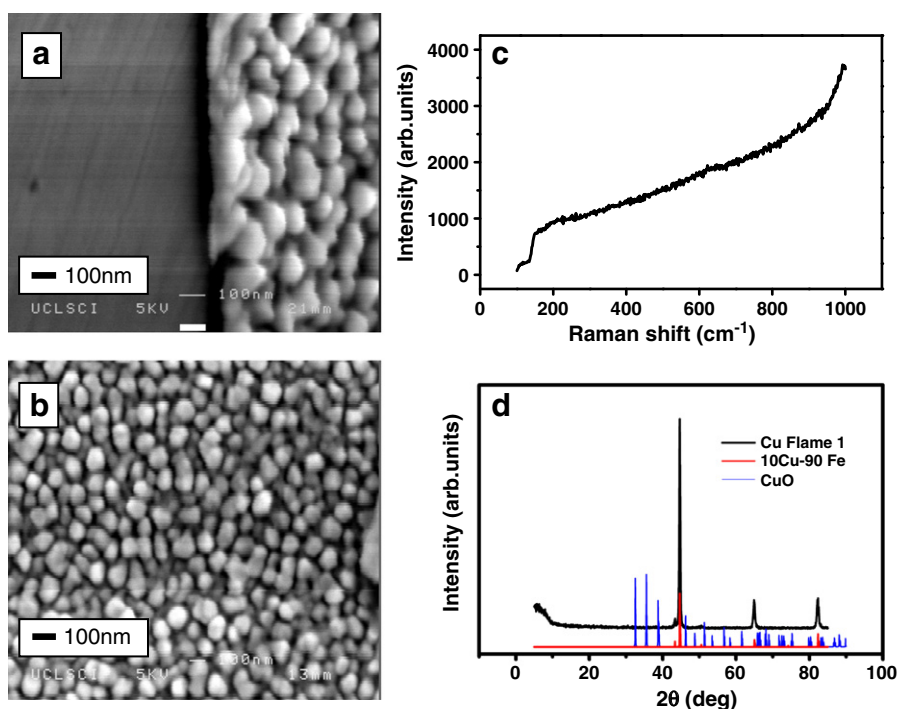 a
100nm
100nm
UCLSCI 5KV 21mm
b
100nm
100nm
13mm
c
Intensity (arb.units)
4000
3000
2000
1000
0
0 200 400 600 800 1000
Raman shift (cm⁻¹)
d
Intensity (arb.units)
Cu Flame 1
10Cu-90 Fe
CuO
0 20 40 60 80 100
2θ (deg)